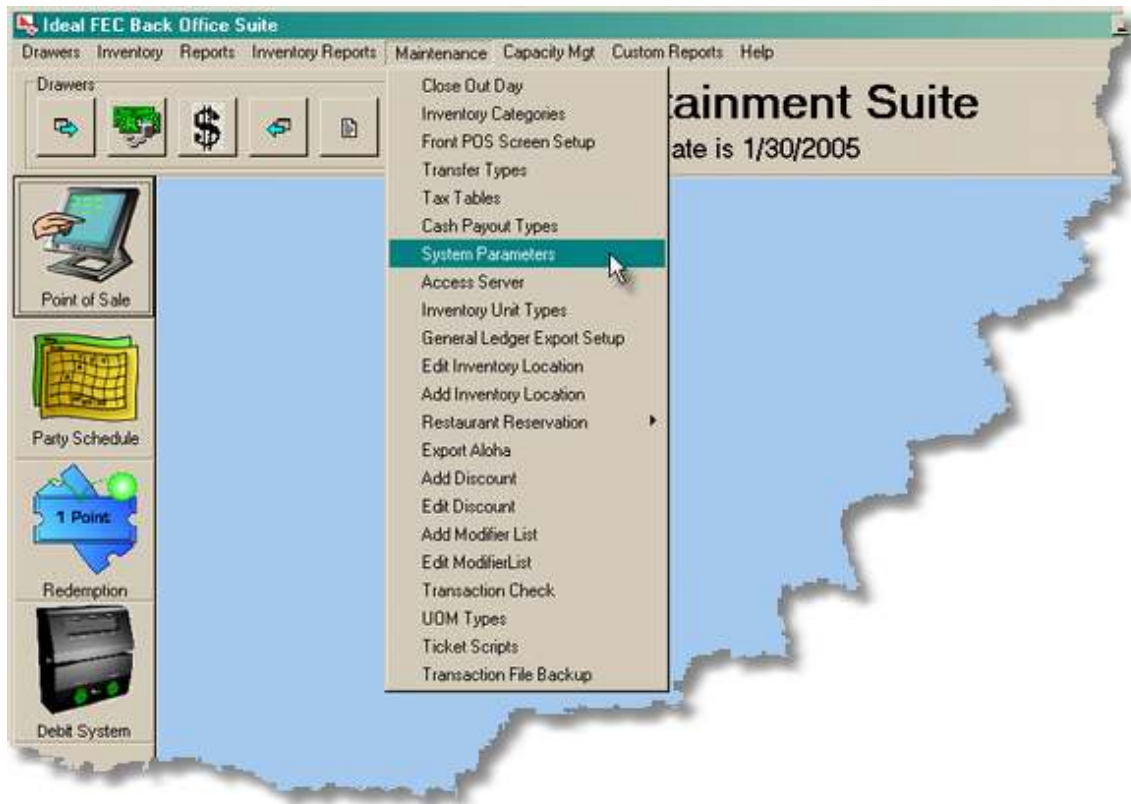 Ideal FEC Back Office Suite
Drawers Inventory Reports Inventory Reports Maintenance Capacity Mgt Custom Reports Help
Drawers
tainment Suite
ate is 1/30/2005
Close Out Day
Inventory Categories
Front POS Screen Setup
Transfer Types
Tax Tables
Cash Payout Types
System Parameters
Access Server
Inventory Unit Types
General Ledger Export Setup
Edit Inventory Location
Add Inventory Location
Restaurant Reservation
Export Aloha
Add Discount
Edit Discount
Add Modifier List
Edit ModifierList
Transaction Check
UOM Types
Ticket Scripts
Transaction File Backup
Point of Sale
Party Schedule
1 Point
Redemption
Debit System